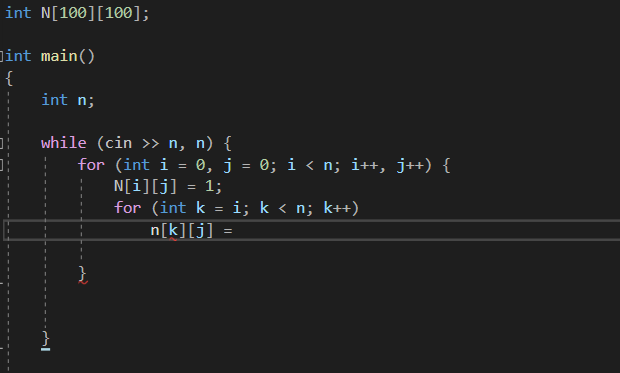 int N[100][100];
int main()
{
int n;
while (cin >> n, n) {
for (int i = 0, j = 0; i < n; i++, j++) {
N[i][j] = 1;
for (int k = i; k < n; k++)
n[k][j] =
}
}